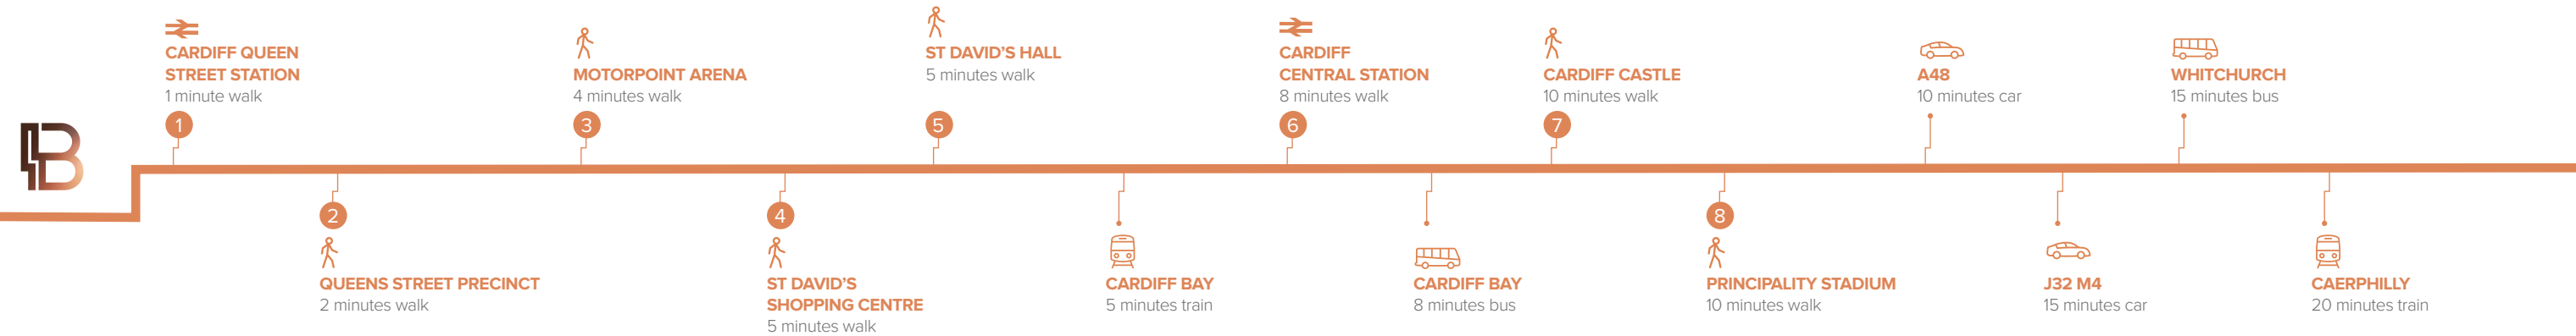 CARDIFF QUEEN
STREET STATION
1 minute walk
1
2
QUEENS STREET PRECINCT
2 minutes walk
MOTORPOINT ARENA
4 minutes walk
3
4
ST DAVID'S
SHOPPING CENTRE
5 minutes walk
ST DAVID'S HALL
5 minutes walk
5
CARDIFF BAY
5 minutes train
CARDIFF
CENTRAL STATION
8 minutes walk
6
CARDIFF BAY
8 minutes bus
CARDIFF CASTLE
10 minutes walk
7
8
PRINCIPALITY STADIUM
10 minutes walk
A48
10 minutes car
J32 M4
15 minutes car
WHITCHURCH
15 minutes bus
CAERPHILLY
20 minutes train